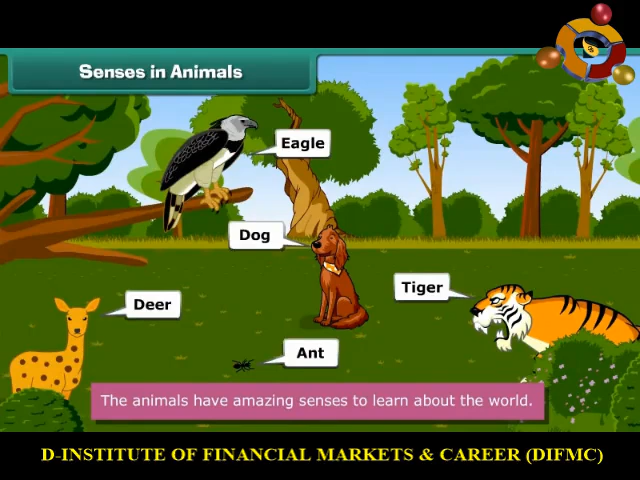 Senses in Animals
Eagle
Dog
Tiger
Deer
Ant
The animals have amazing senses to learn about the world.
D-INSTITUTE OF FINANCIAL MARKETS & CAREER (DIFMC)